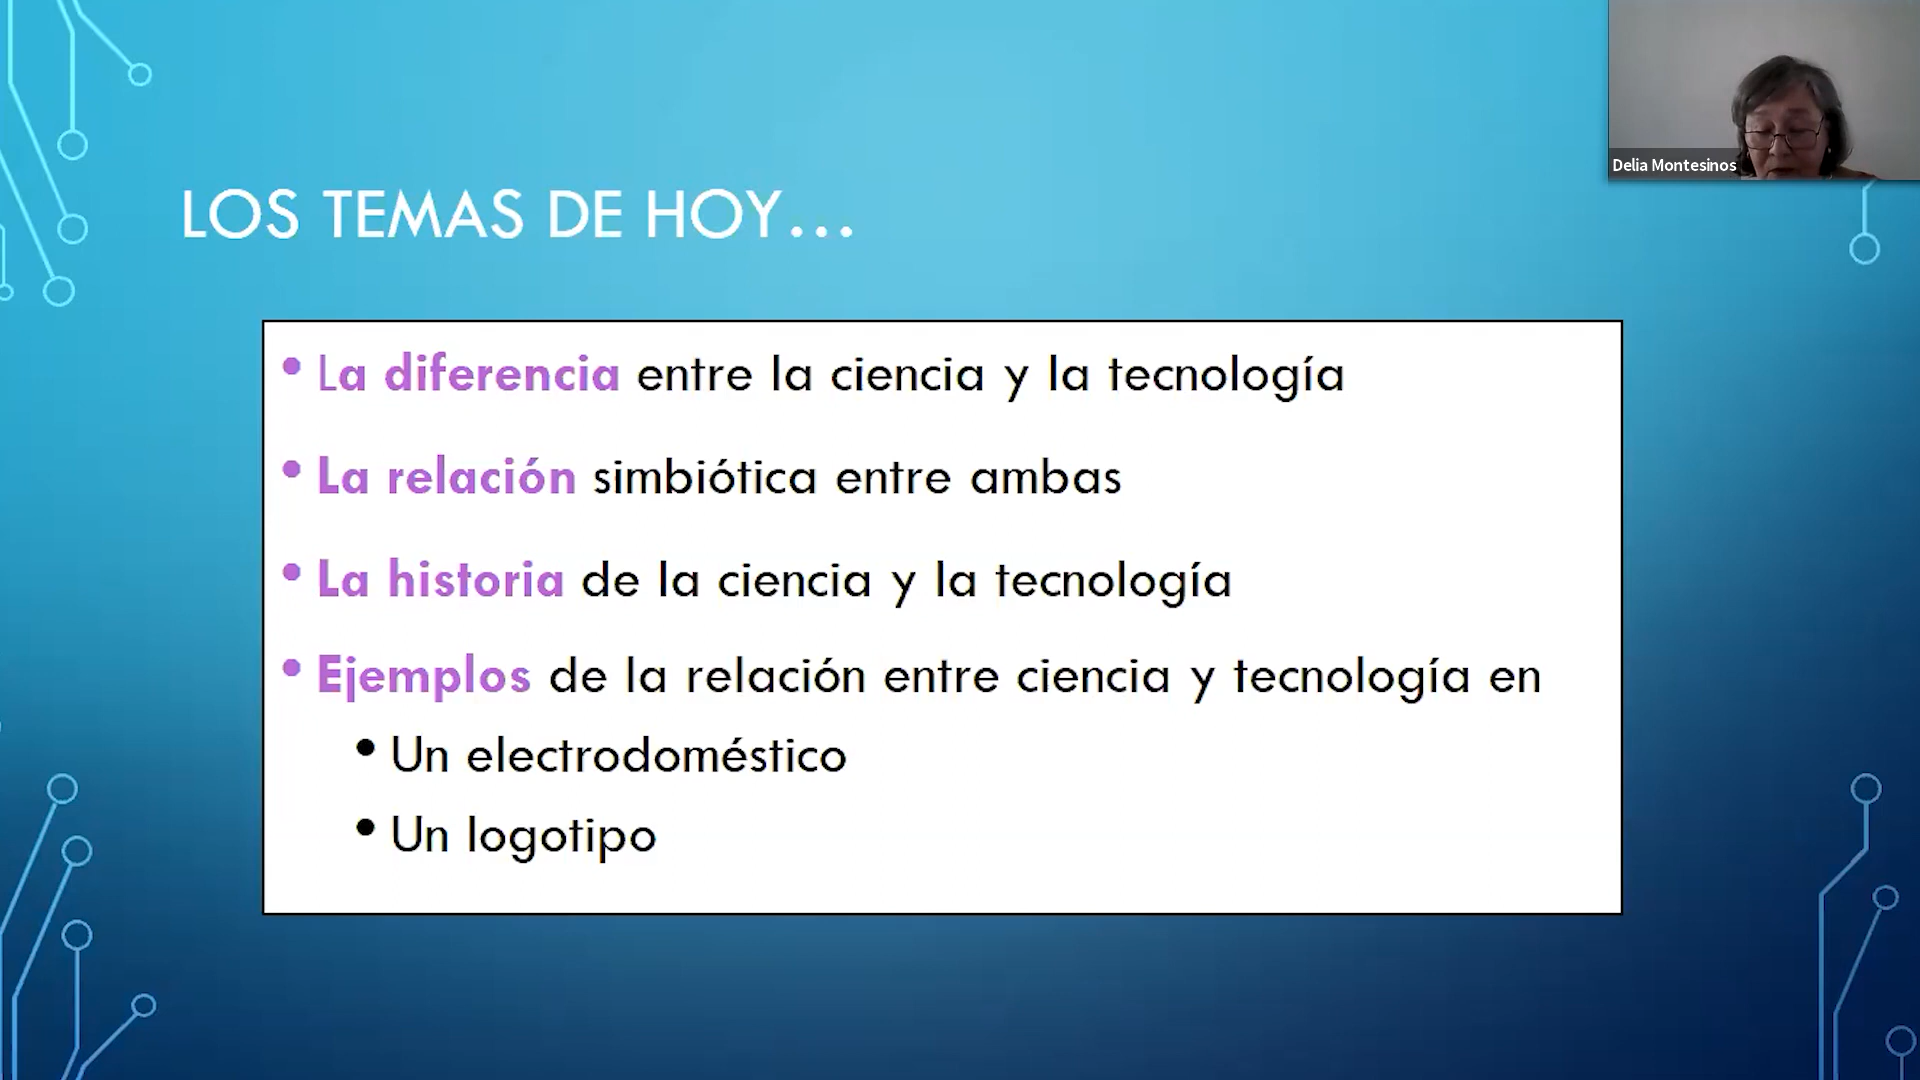 Delia Montesinos
LOS TEMAS DE HOY...
• La diferencia entre la ciencia y la tecnología
• La relación simbiótica entre ambas
• La historia de la ciencia y la tecnología
• Ejemplos de la relación entre ciencia y tecnología en
• Un electrodoméstico
• Un logotipo